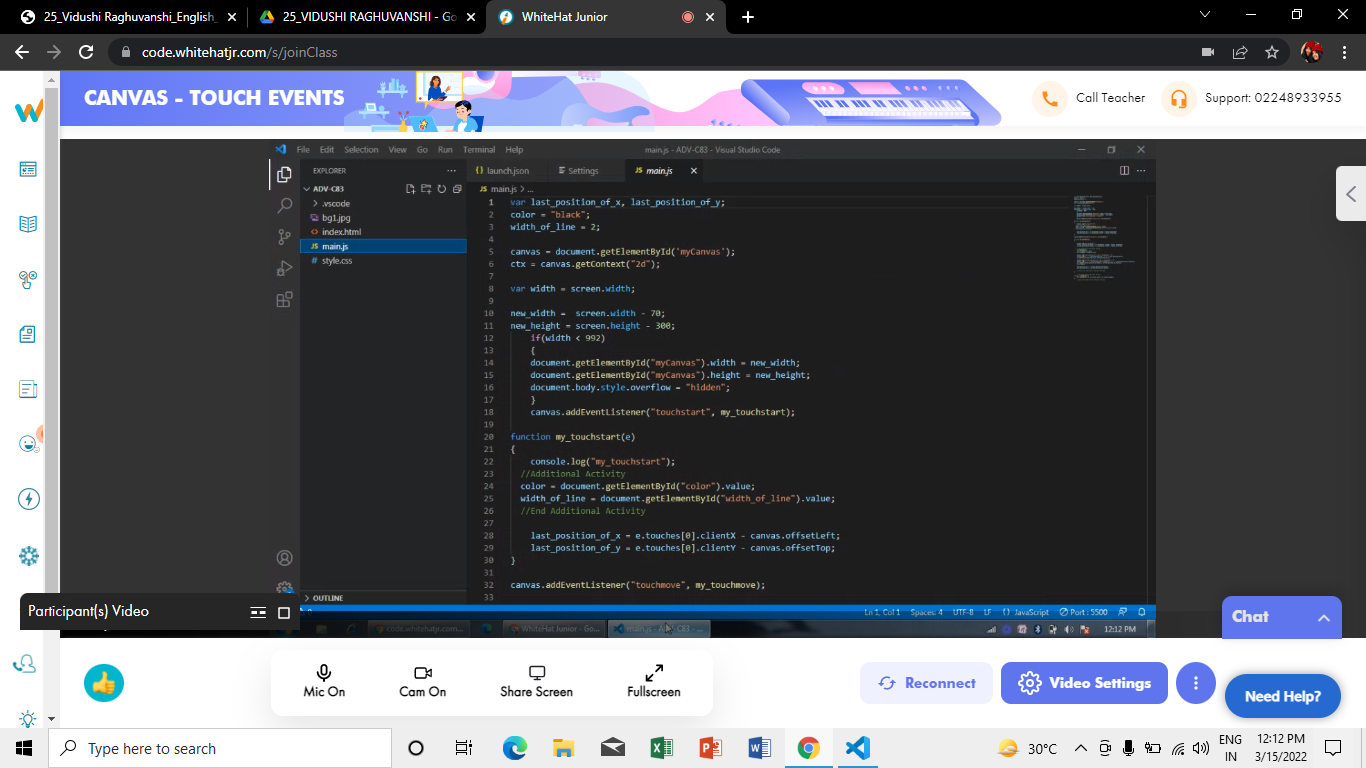 25_Vidushi Raghuvanshi_English_
25_VIDUSHI RAGHUVANSHI - Go
WhiteHat Junior
code.whitehatjr.com/s/joinClass
CANVAS - TOUCH EVENTS
Call Teacher
Support: 02248933955
File Edit Selection View Go Run Terminal Help
main.js - ADV-C83 - Visual Studio Code
EXPLORER
launch.json
Settings
JS main.js
ADV-C83
JS main.js > ...
.vscode
bg1.jpg
index.html
JS main.js
# style.css
1 var last_position_of_x, last_position_of_y;
2 color = "black";
3 width_of_line = 2;
4
5 canvas = document.getElementById('myCanvas');
6 ctx = canvas.getContext("2d");
7
8 var width = screen.width;
9
10 new_width =  screen.width - 70;
11 new_height = screen.height - 300;
12 if(width < 992)
13 {
14 document.getElementById("myCanvas").width = new_width;
15 document.getElementById("myCanvas").height = new_height;
16 document.body.style.overflow = "hidden";
17 }
18 canvas.addEventListener("touchstart", my_touchstart);
19
20 function my_touchstart(e)
21 {
22 console.log("my_touchstart");
23 //Additional Activity
24 color = document.getElementById("color").value;
25 width_of_line = document.getElementById("width_of_line").value;
26 //End Additional Activity
27
28 last_position_of_x = e.touches[0].clientX - canvas.offsetLeft;
29 last_position_of_y = e.touches[0].clientY - canvas.offsetTop;
30 }
31
32 canvas.addEventListener("touchmove", my_touchmove);
33
OUTLINE
Ln 1, Col 1 Spaces: 4 UTF-8 LF {} JavaScript Port : 5500
code.whitehatjr.com...
WhiteHat Junior - Go...
main.js - ADV-C83 - ...
12:12 PM
Participant(s) Video
Chat
Mic On
Cam On
Share Screen
Fullscreen
Reconnect
Video Settings
Need Help?
Type here to search
30°C
ENG
IN
12:12 PM
3/15/2022